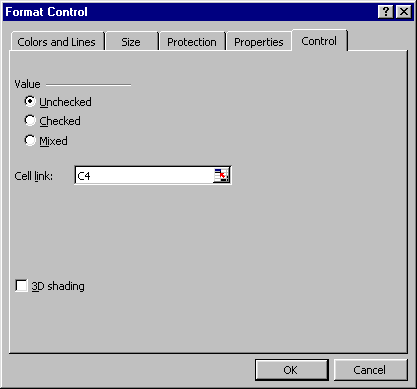 Format Control
Colors and Lines Size Protection Properties Control
Value
Unchecked
Checked
Mixed
Cell link: C4
3D shading
OK Cancel